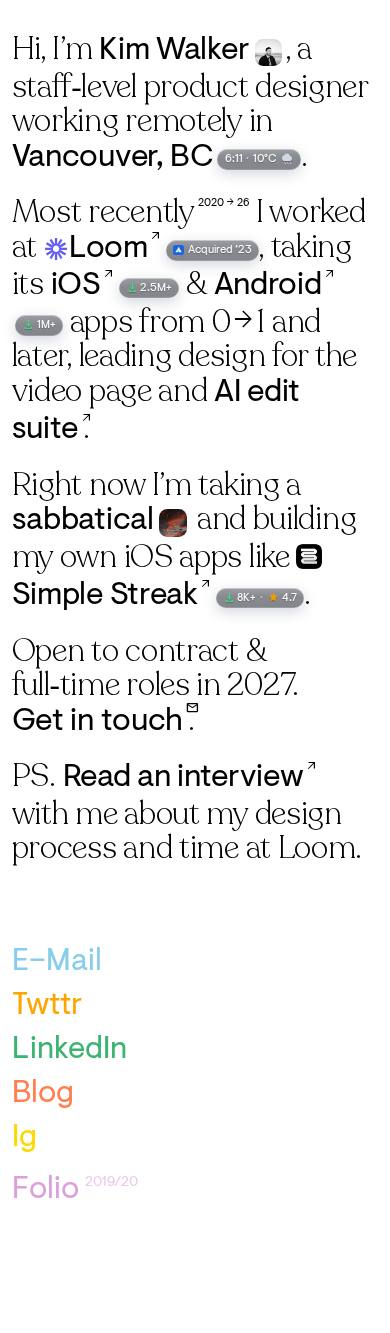 Hi, I'm Kim Walker , a
staff-level product designer
working remotely in
Vancouver, BC 6:11 · 10°C .
Most recently 2020 → 26 I worked
at Loom ↗ Acquired '23 , taking
its iOS ↗ 2.5M+ & Android ↗
1M+ apps from 0→1 and
later, leading design for the
video page and AI edit
suite ↗.
Right now I'm taking a
sabbatical and building
my own iOS apps like
Simple Streak ↗ 8K+ · ★ 4.7 .
Open to contract &
full-time roles in 2027.
Get in touch .
PS. Read an interview ↗
with me about my design
process and time at Loom.
E–Mail
Twttr
LinkedIn
Blog
Ig
Folio 2019/20